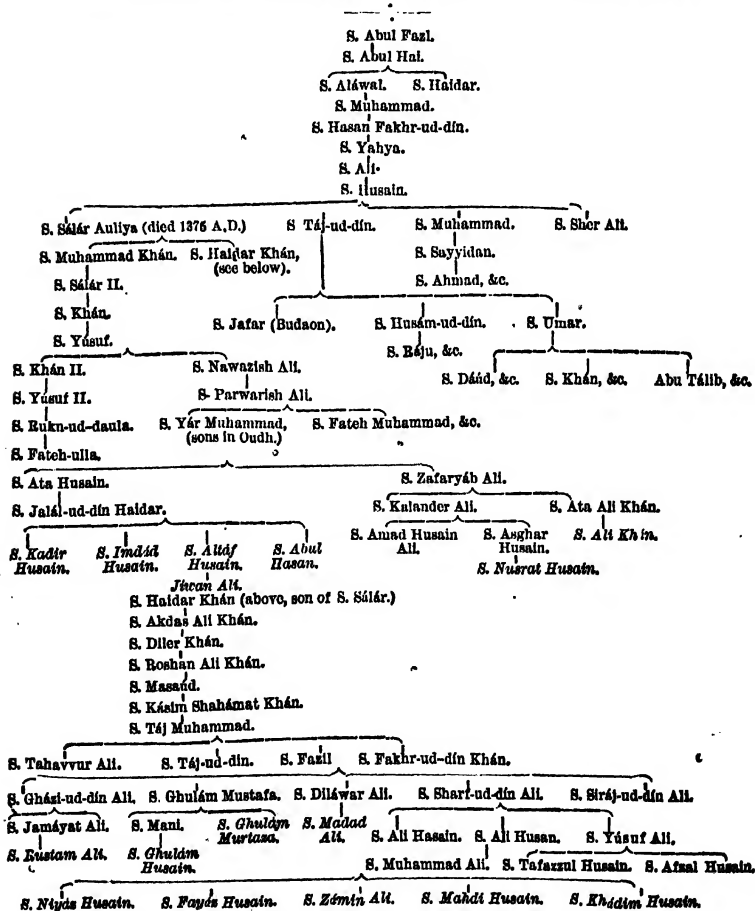 S. Abul Fazl.
S. Abul Hai.
S. Aláwal. S. Haidar.
S. Muhammad.
S. Hasan Fakhr-ud-dín.
S. Yahya.
S. Ali.
S. Husain.
S. Sálár Auliya (died 1375 A.D.) S Táj-ud-dín. S. Muhammad. S. Sher Ali.
S. Muhammad Khán. S. Haidar Khán, S. Sayyidan.
(see below).
S. Sálár II. S. Ahmad, &c.
S. Khán.
S. Yúsuf. S. Jafar (Budaon). S. Husám-ud-dín. S. Umar.
S. Ráju, &c.
S. Khán II. S. Nawazish Ali.
S. Dáúd, &c. S. Khán, &c. Abu Tálib, &c.
S. Yúsuf II. S. Parwarish Ali.
S. Rukn-ud-daula. S. Yár Muhammad, S. Fateh Muhammad, &c.
(sons in Oudh.)
S. Fateh-ulla.
S. Ata Husain. S. Zafaryáb Ali.
S. Jalál-ud-dín Haidar. S. Kalander Ali. S. Ata Ali Khán.
S. Kadir S. Imdád S. Altáf S. Abul S. Amad Husain S. Asghar S. Ali Khán.
Husain. Husain. Husain. Hasan. Ali. Husain.
S. Nusrat Husain.
Jiwan Ali.
S. Haidar Khán (above, son of S. Sálár.)
S. Akdas Ali Khán.
S. Diler Khán.
S. Roshan Ali Khán.
S. Masaúd.
S. Kásim Shahámat Khán.
S. Táj Muhammad.
S. Tahavvur Ali. S. Táj-ud-din. S. Fazil S. Fakhr-ud-dín Khán.
S. Gházi-ud-dín Ali. S. Ghulám Mustafa. S. Diláwar Ali. S. Sharf-ud-dín Ali. S. Siráj-ud-dín Ali.
S. Jamáyat Ali. S. Mani. S. Ghulám S. Madad S. Ali Hasain. S. Ali Husan. S. Yúsuf Ali.
Murtaza. Ali.
S. Rustam Ali. S. Ghulám
Husain. S. Muhammad Ali. S. Tafazzul Husain. S. Afzal Husain.
S. Niyáz Husain. S. Fayáz Husain. S. Zámin Ali. S. Mahdi Husain. S. Khádim Husain.